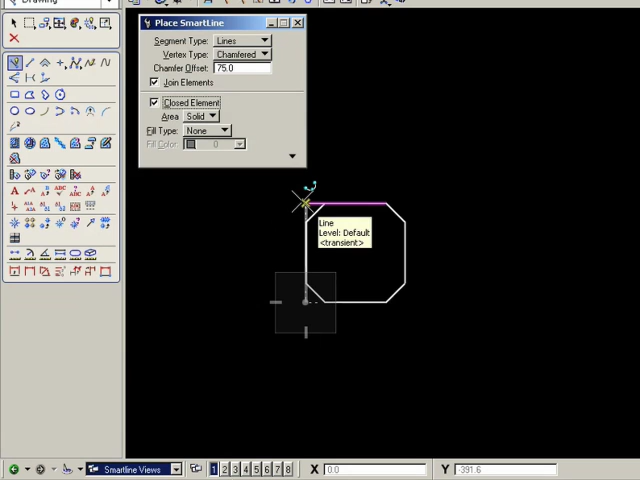 Drawing
Place SmartLine
Segment Type: Lines
Vertex Type: Chamfered
Chamfer Offset: 75.0
Join Elements
Closed Element
Area Solid
Fill Type: None
Fill Color: 0
Line
Level: Default
<transient>
Smartline Views 1 2 3 4 5 6 7 8 X 0.0 Y -391.6